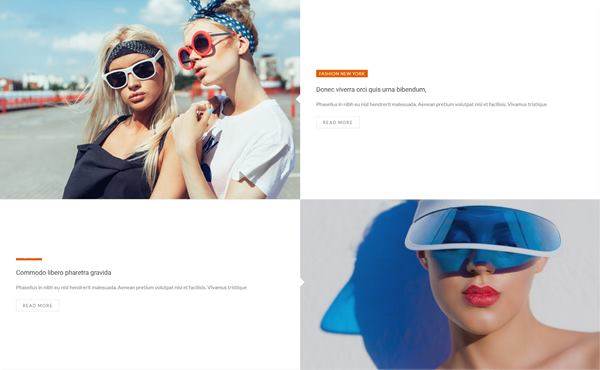 FASHION NEW YORK
Donec viverra orci quis urna bibendum,
Phasellus in nibh eu nisl hendrerit malesuada. Aenean pretium volutpat nisi et facilisis. Vivamus tristique
READ MORE
Commodo libero pharetra gravida
Phasellus in nibh eu nisl hendrerit malesuada. Aenean pretium volutpat nisi et facilisis. Vivamus tristique
READ MORE